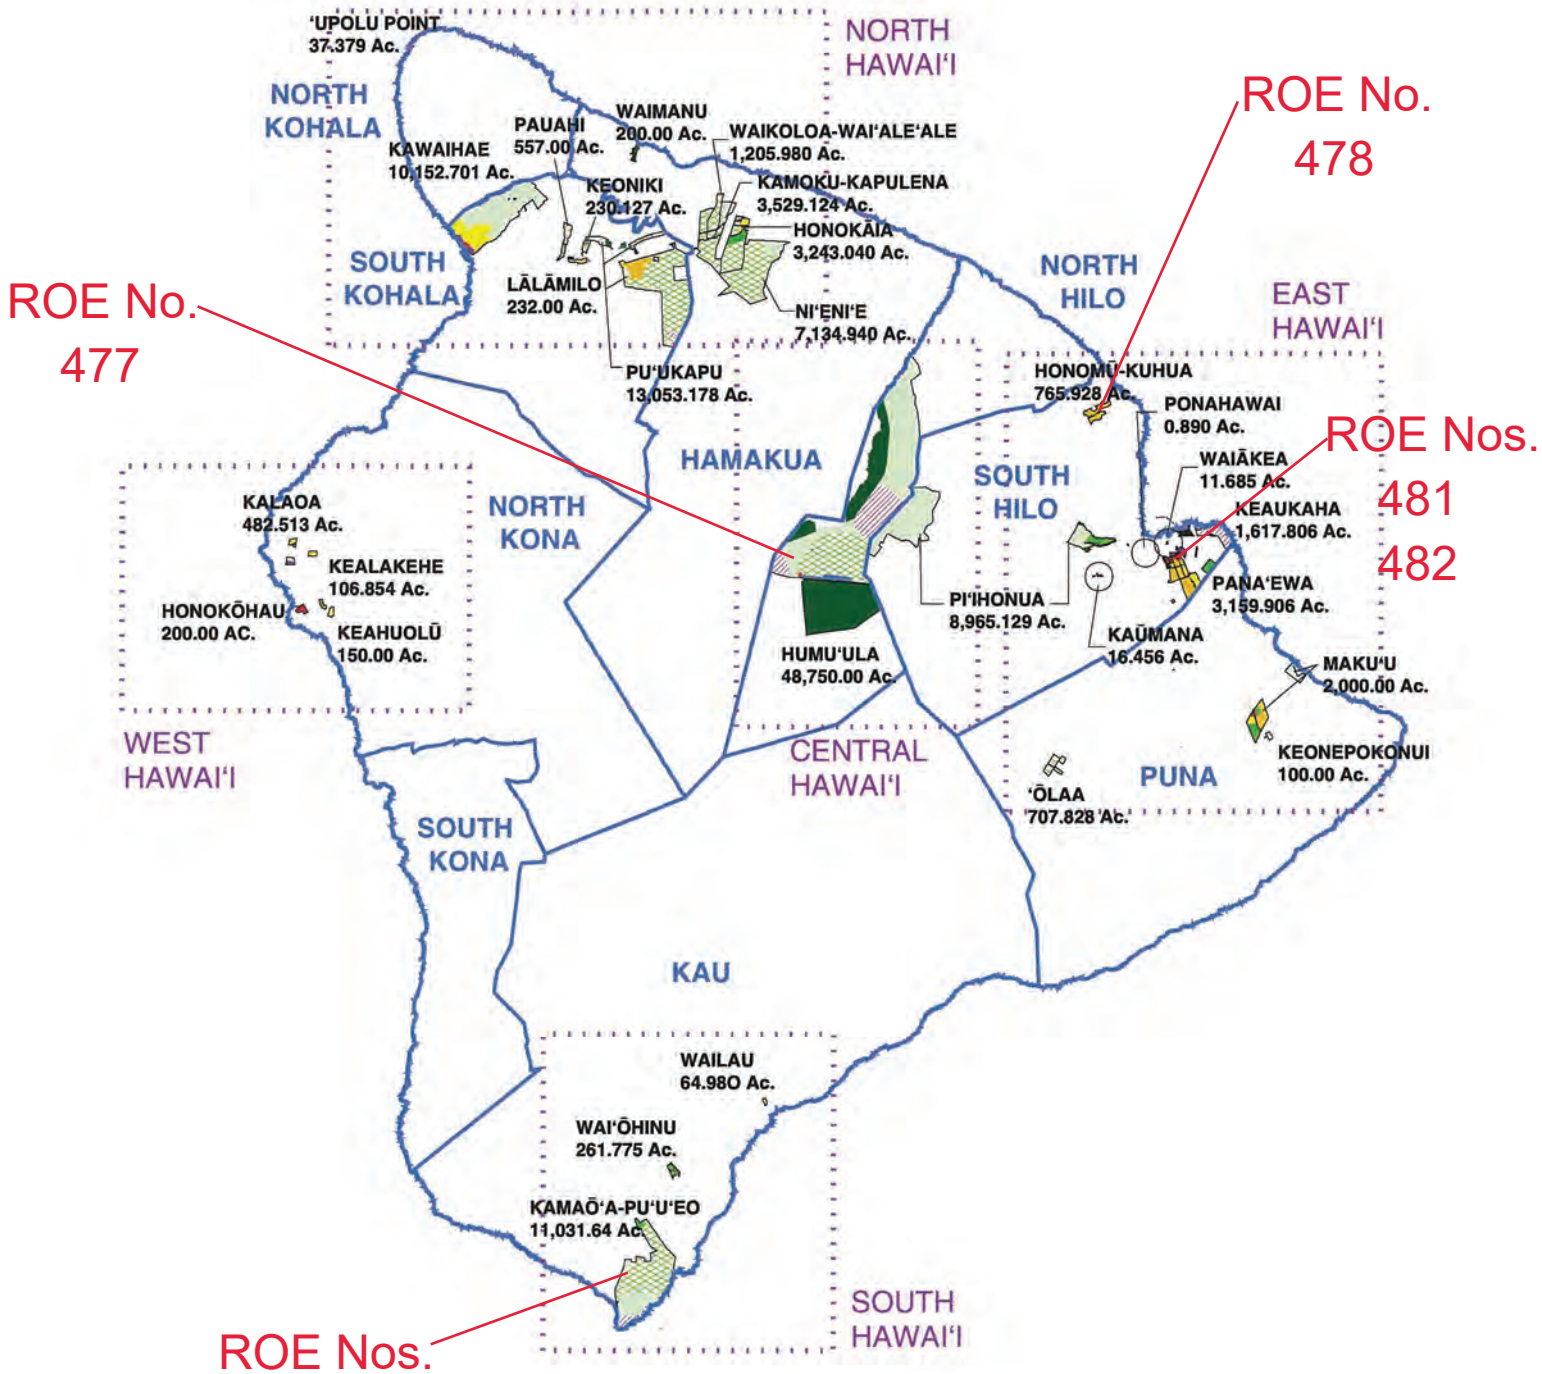 ‘UPOLU POINT
37.379 Ac.
NORTH
HAWAI‘I
NORTH
KOHALA
PAUAHI
557.00 Ac.
WAIMANU
200.00 Ac.
WAIKOLOA-WAI‘ALE‘ALE
1,205.980 Ac.
ROE No.
478
KAWAIHAE
10,152.701 Ac.
KEONIKI
230.127 Ac.
KAMOKU-KAPULENA
3,529.124 Ac.
HONOKĀIA
3,243.040 Ac.
SOUTH
KOHALA
LĀLĀMILO
232.00 Ac.
NI‘ENI‘E
7,134.940 Ac.
NORTH
HILO
EAST
HAWAI‘I
ROE No.
477
PU‘UKAPU
13,053.178 Ac.
HONOMŪ-KUHUA
765.928 Ac.
PONAHAWAI
0.890 Ac.
ROE Nos.
481
482
HAMAKUA
SOUTH
HILO
WAIĀKEA
11.685 Ac.
KEAUKAHA
1,617.806 Ac.
NORTH
KONA
KALAOA
482.513 Ac.
KEALAKEHE
106.854 Ac.
HONOKŌHAU
200.00 AC.
KEAHUOLŪ
150.00 Ac.
PI‘IHONUA
8,965.129 Ac.
PANA‘EWA
3,159.906 Ac.
KAŪMANA
16.456 Ac.
HUMU‘ULA
48,750.00 Ac.
MAKU‘U
2,000.00 Ac.
WEST
HAWAI‘I
CENTRAL
HAWAI‘I
KEONEPOKONUI
100.00 Ac.
PUNA
‘ŌLAA
707.828 Ac.
SOUTH
KONA
KAU
WAILAU
64.98O Ac.
WAI‘ŌHINU
261.775 Ac.
KAMAŌ‘A-PU‘U‘EO
11,031.64 Ac.
SOUTH
HAWAI‘I
ROE Nos.